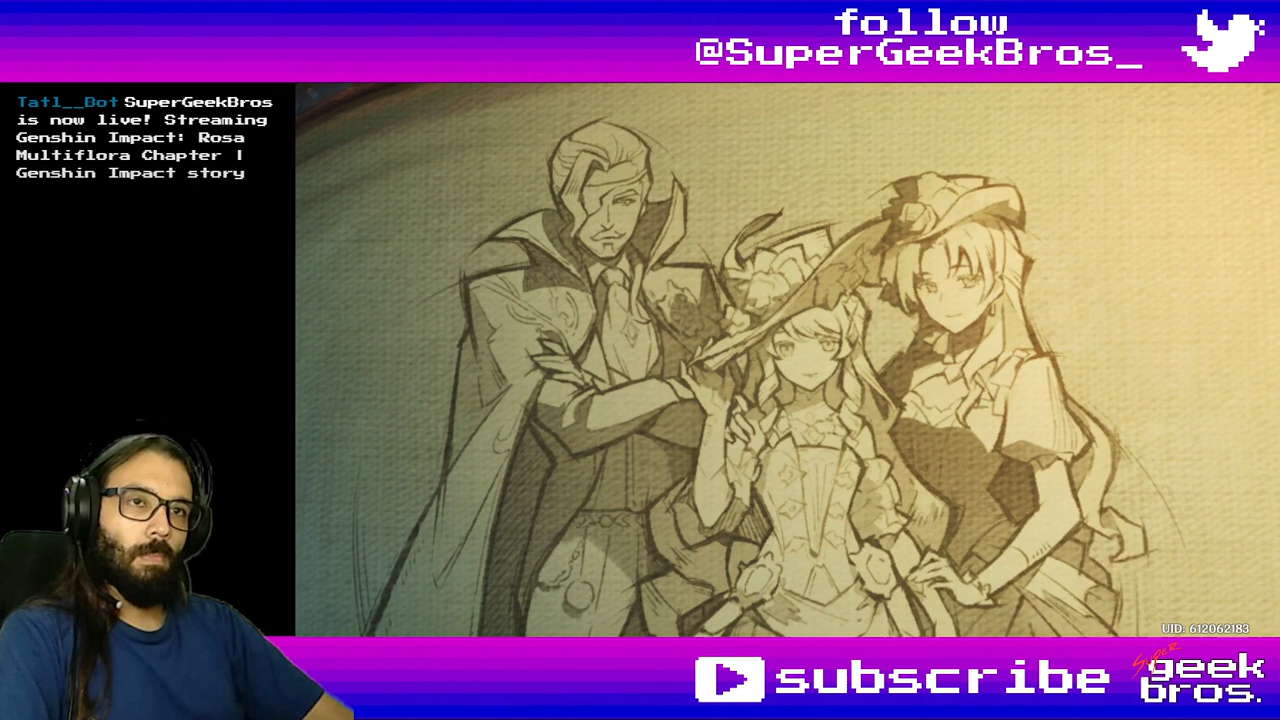 follow
@SuperGeekBros_
Tatl__Bot SuperGeekBros
is now live! Streaming
Genshin Impact: Rosa
Multiflora Chapter |
Genshin Impact story
UID: 612062183
subscribe
SUPER
geek
bros.